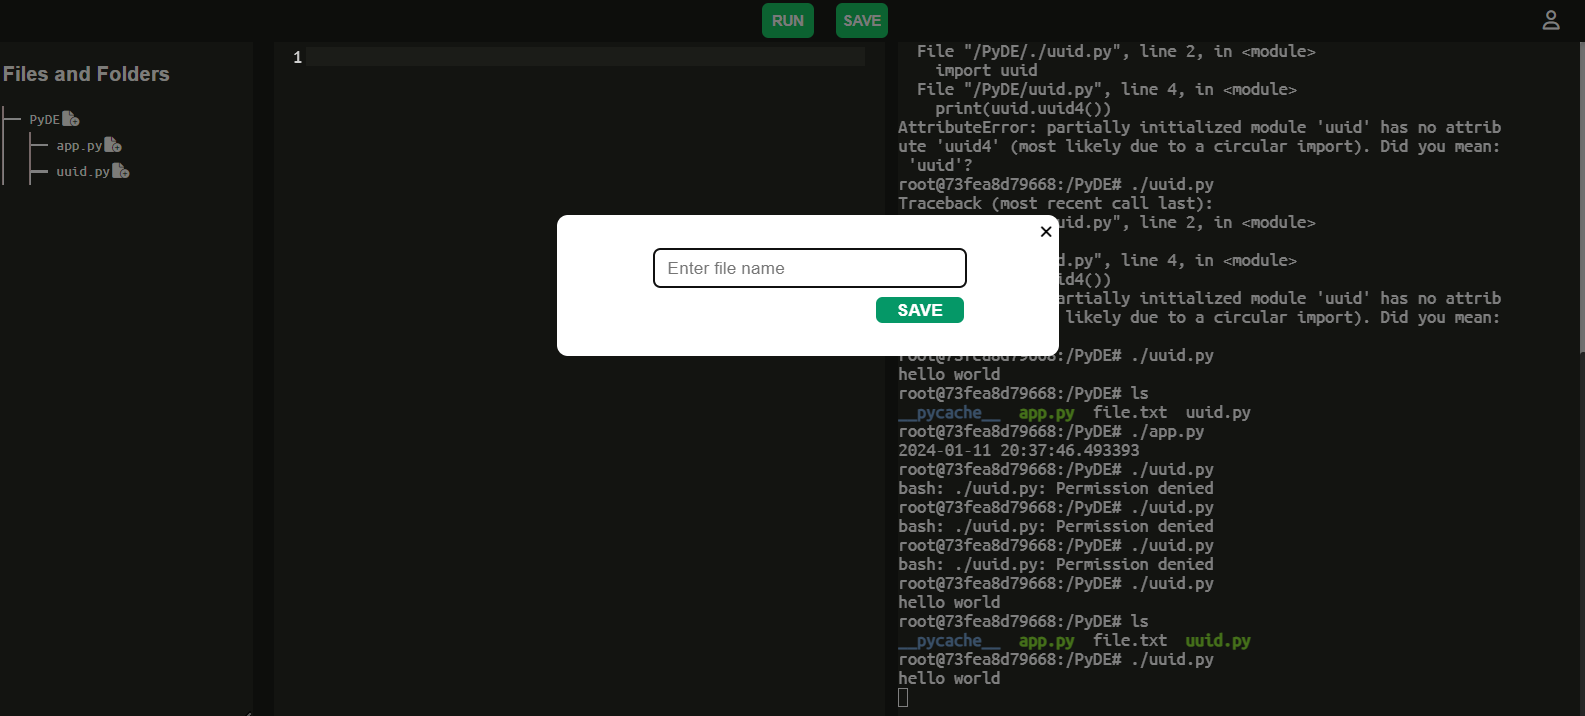 RUN SAVE
Files and Folders
PyDE
app.py
uuid.py
1
File "/PyDE/./uuid.py", line 2, in <module>
import uuid
File "/PyDE/uuid.py", line 4, in <module>
print(uuid.uuid4())
AttributeError: partially initialized module 'uuid' has no attrib
ute 'uuid4' (most likely due to a circular import). Did you mean:
'uuid'?
root@73fea8d79668:/PyDE# ./uuid.py
Traceback (most recent call last):
uid.py", line 2, in <module>
d.py", line 4, in <module>
id4())
artially initialized module 'uuid' has no attrib
likely due to a circular import). Did you mean:
×
Enter file name
SAVE
root@73fea8d79668:/PyDE# ./uuid.py
hello world
root@73fea8d79668:/PyDE# ls
__pycache__ app.py file.txt uuid.py
root@73fea8d79668:/PyDE# ./app.py
2024-01-11 20:37:46.493393
root@73fea8d79668:/PyDE# ./uuid.py
bash: ./uuid.py: Permission denied
root@73fea8d79668:/PyDE# ./uuid.py
bash: ./uuid.py: Permission denied
root@73fea8d79668:/PyDE# ./uuid.py
bash: ./uuid.py: Permission denied
root@73fea8d79668:/PyDE# ./uuid.py
hello world
root@73fea8d79668:/PyDE# ls
__pycache__ app.py file.txt uuid.py
root@73fea8d79668:/PyDE# ./uuid.py
hello world